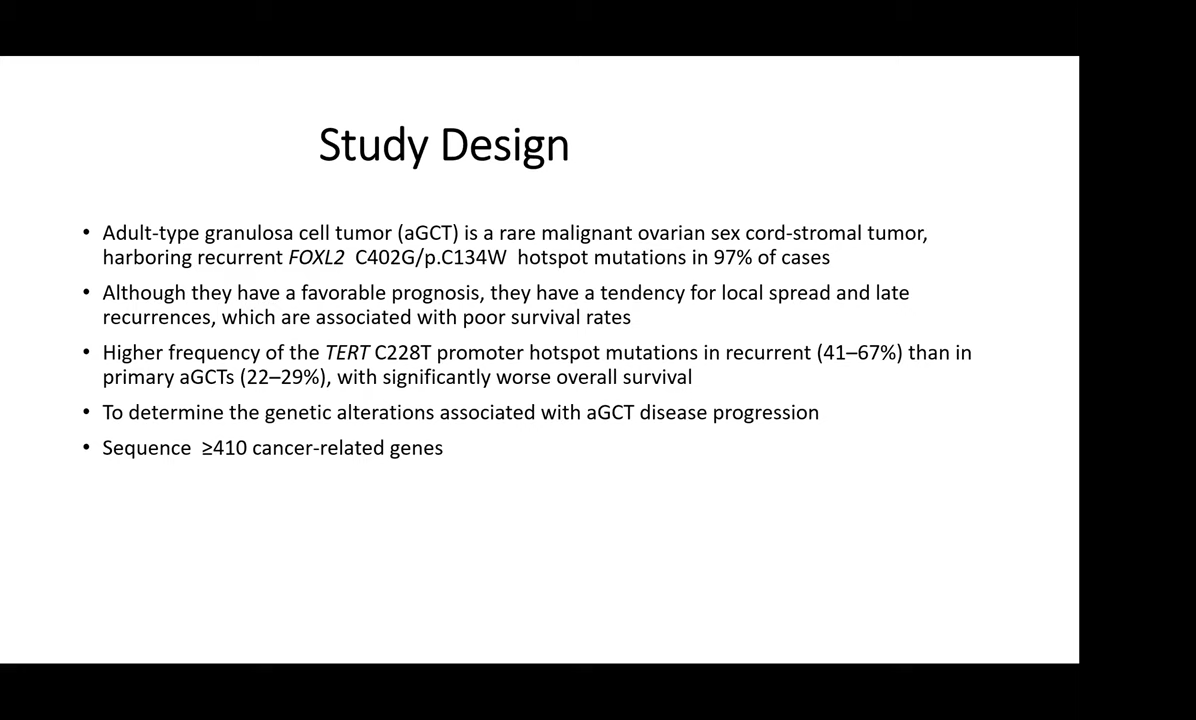 Study Design
• Adult-type granulosa cell tumor (aGCT) is a rare malignant ovarian sex cord-stromal tumor,
harboring recurrent FOXL2 C402G/p.C134W hotspot mutations in 97% of cases
• Although they have a favorable prognosis, they have a tendency for local spread and late
recurrences, which are associated with poor survival rates
• Higher frequency of the TERT C228T promoter hotspot mutations in recurrent (41–67%) than in
primary aGCTs (22–29%), with significantly worse overall survival
• To determine the genetic alterations associated with aGCT disease progression
• Sequence ≥410 cancer-related genes